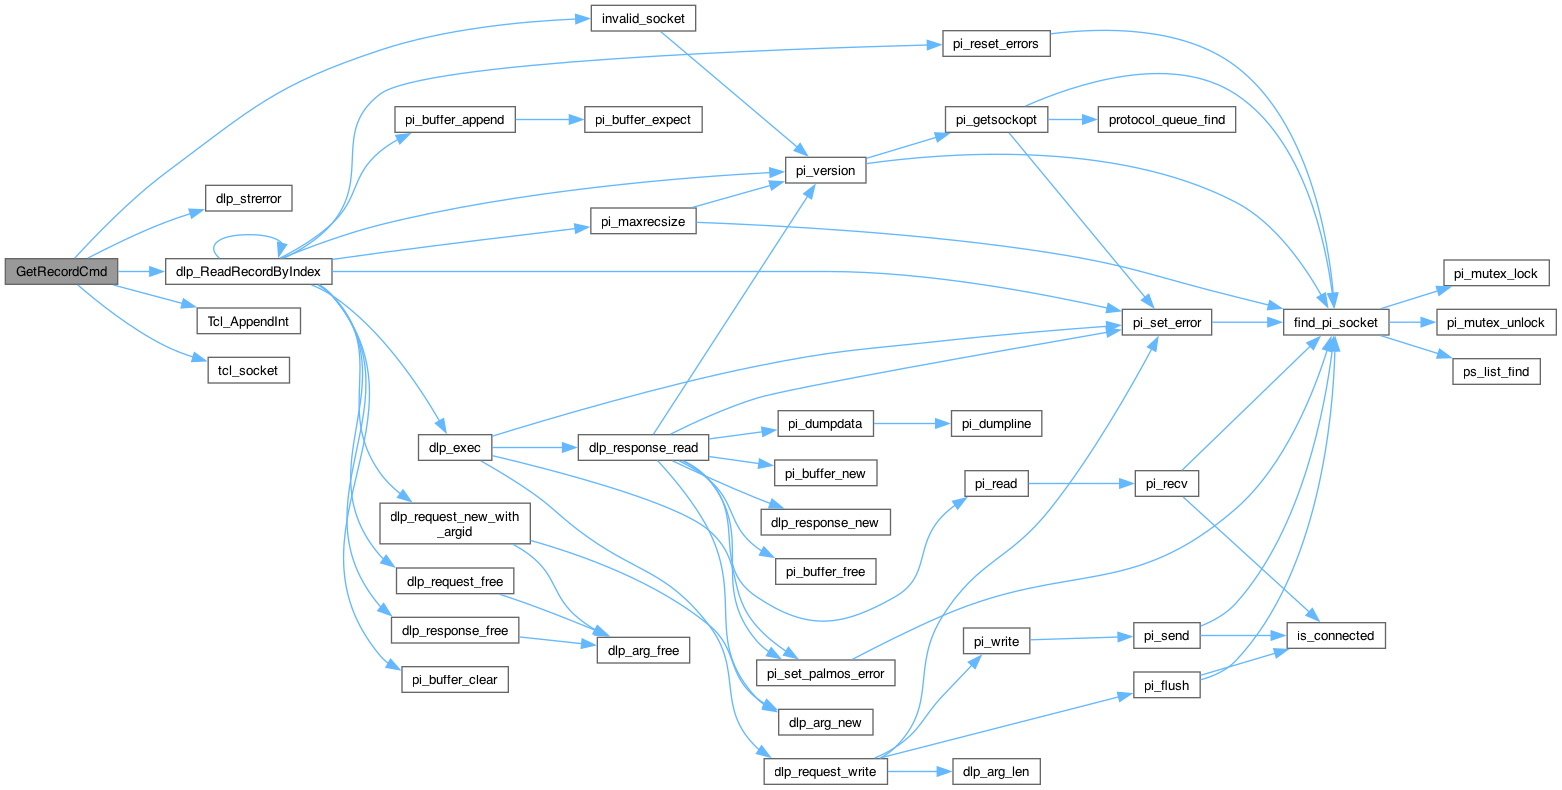 GetRecordCmd
invalid_socket
dlp_strerror
dlp_ReadRecordByIndex
Tcl_AppendInt
tcl_socket
pi_buffer_append
pi_buffer_expect
pi_maxrecsize
dlp_exec
dlp_request_new_with
_argid
dlp_request_free
dlp_response_free
pi_buffer_clear
dlp_response_read
dlp_arg_free
pi_version
pi_dumpdata
pi_buffer_new
dlp_response_new
pi_buffer_free
pi_set_palmos_error
dlp_arg_new
dlp_request_write
pi_reset_errors
pi_getsockopt
protocol_queue_find
pi_dumpline
pi_read
pi_write
dlp_arg_len
pi_set_error
pi_recv
pi_send
pi_flush
find_pi_socket
is_connected
pi_mutex_lock
pi_mutex_unlock
ps_list_find